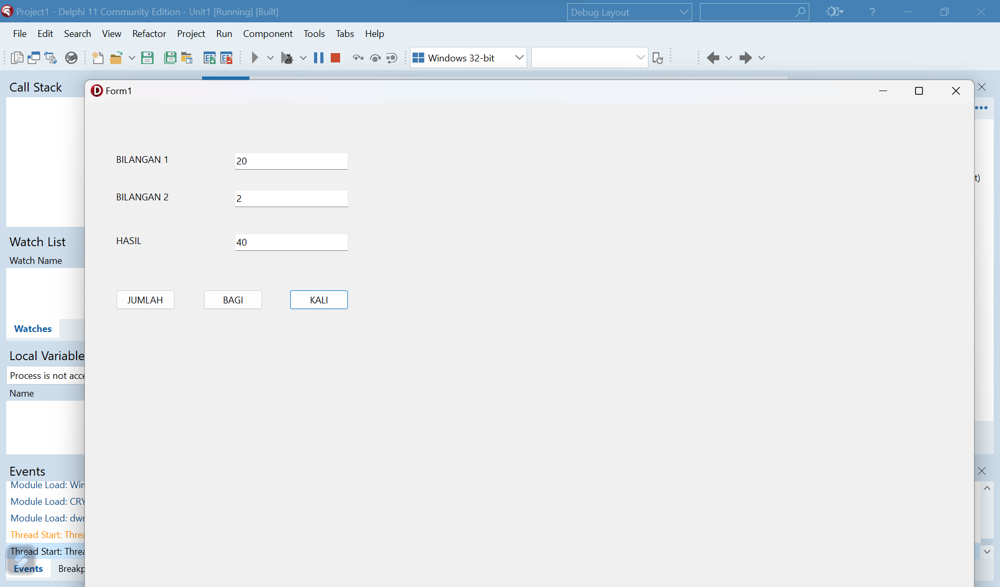 Project1 - Delphi 11 Community Edition - Unit1 [Running] [Built]
Debug Layout
?
File Edit Search View Refactor Project Run Component Tools Tabs Help
Windows 32-bit
Call Stack
Form1
t)
BILANGAN 1
20
BILANGAN 2
2
HASIL
40
JUMLAH BAGI KALI
Watch List
Watch Name
Watches
Local Variable
Process is not acce
Name
Events
Module Load: Win
Module Load: CRY
Module Load: dwm
Thread Start: Threa
Thread Start: Threa
Events Breakp